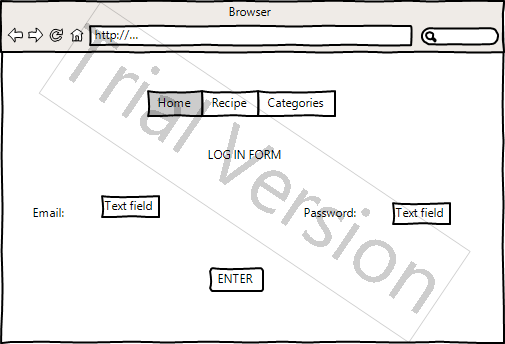 Browser
http://...
Home Recipe Categories
LOG IN FORM
Email: Text field Password: Text field
ENTER
Trial Version